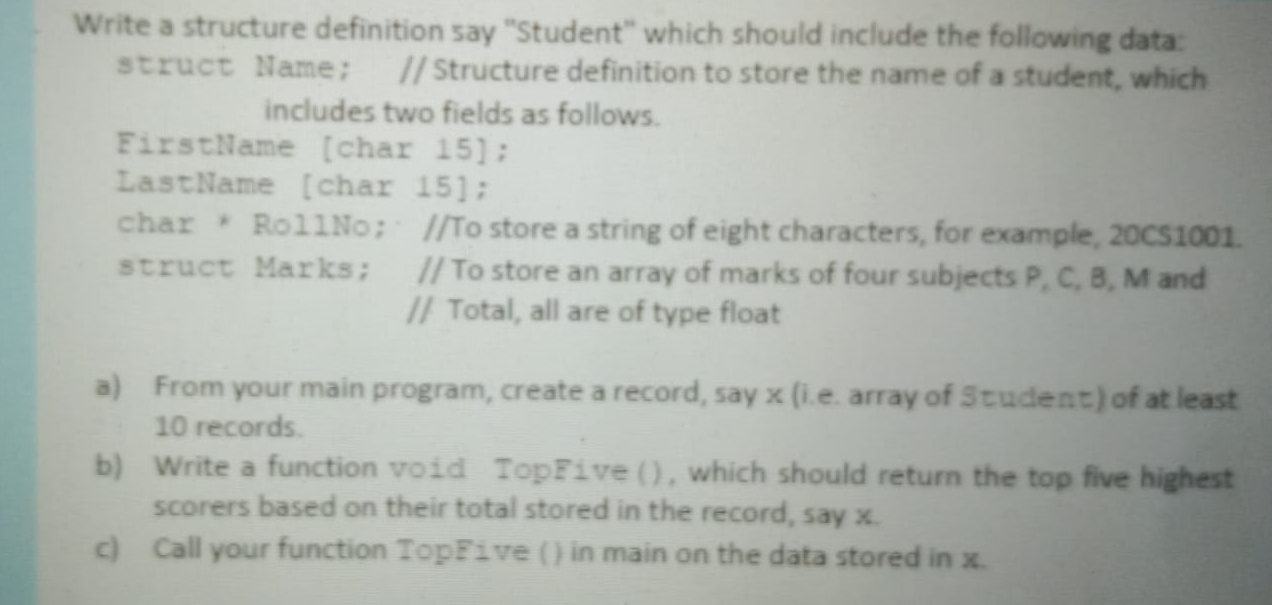 Write a structure definition say "Student" which should include the following data:
struct Name; // Structure definition to store the name of a student, which
includes two fields as follows.
FirstName [char 15];
LastName [char 15];
char * RollNo; //To store a string of eight characters, for example, 20CS1001.
struct Marks; // To store an array of marks of four subjects P, C, B, M and
// Total, all are of type float
a) From your main program, create a record, say x (i.e. array of Student) of at least
10 records.
b) Write a function void TopFive (), which should return the top five highest
scorers based on their total stored in the record, say x.
c) Call your function TopFive () in main on the data stored in x.